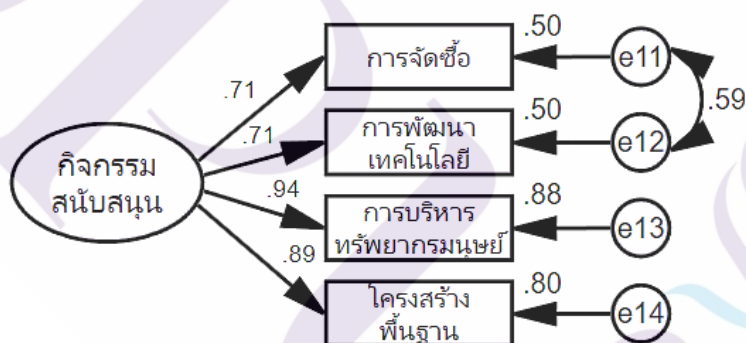 .50
.71
การจัดซื้อ
e11
.59
.50
.71
การพัฒนา
เทคโนโลยี
e12
กิจกรรม
สนับสนุน
.94
.88
การบริหาร
ทรัพยากรมนุษย์
e13
.89
.80
โครงสร้าง
พื้นฐาน
e14